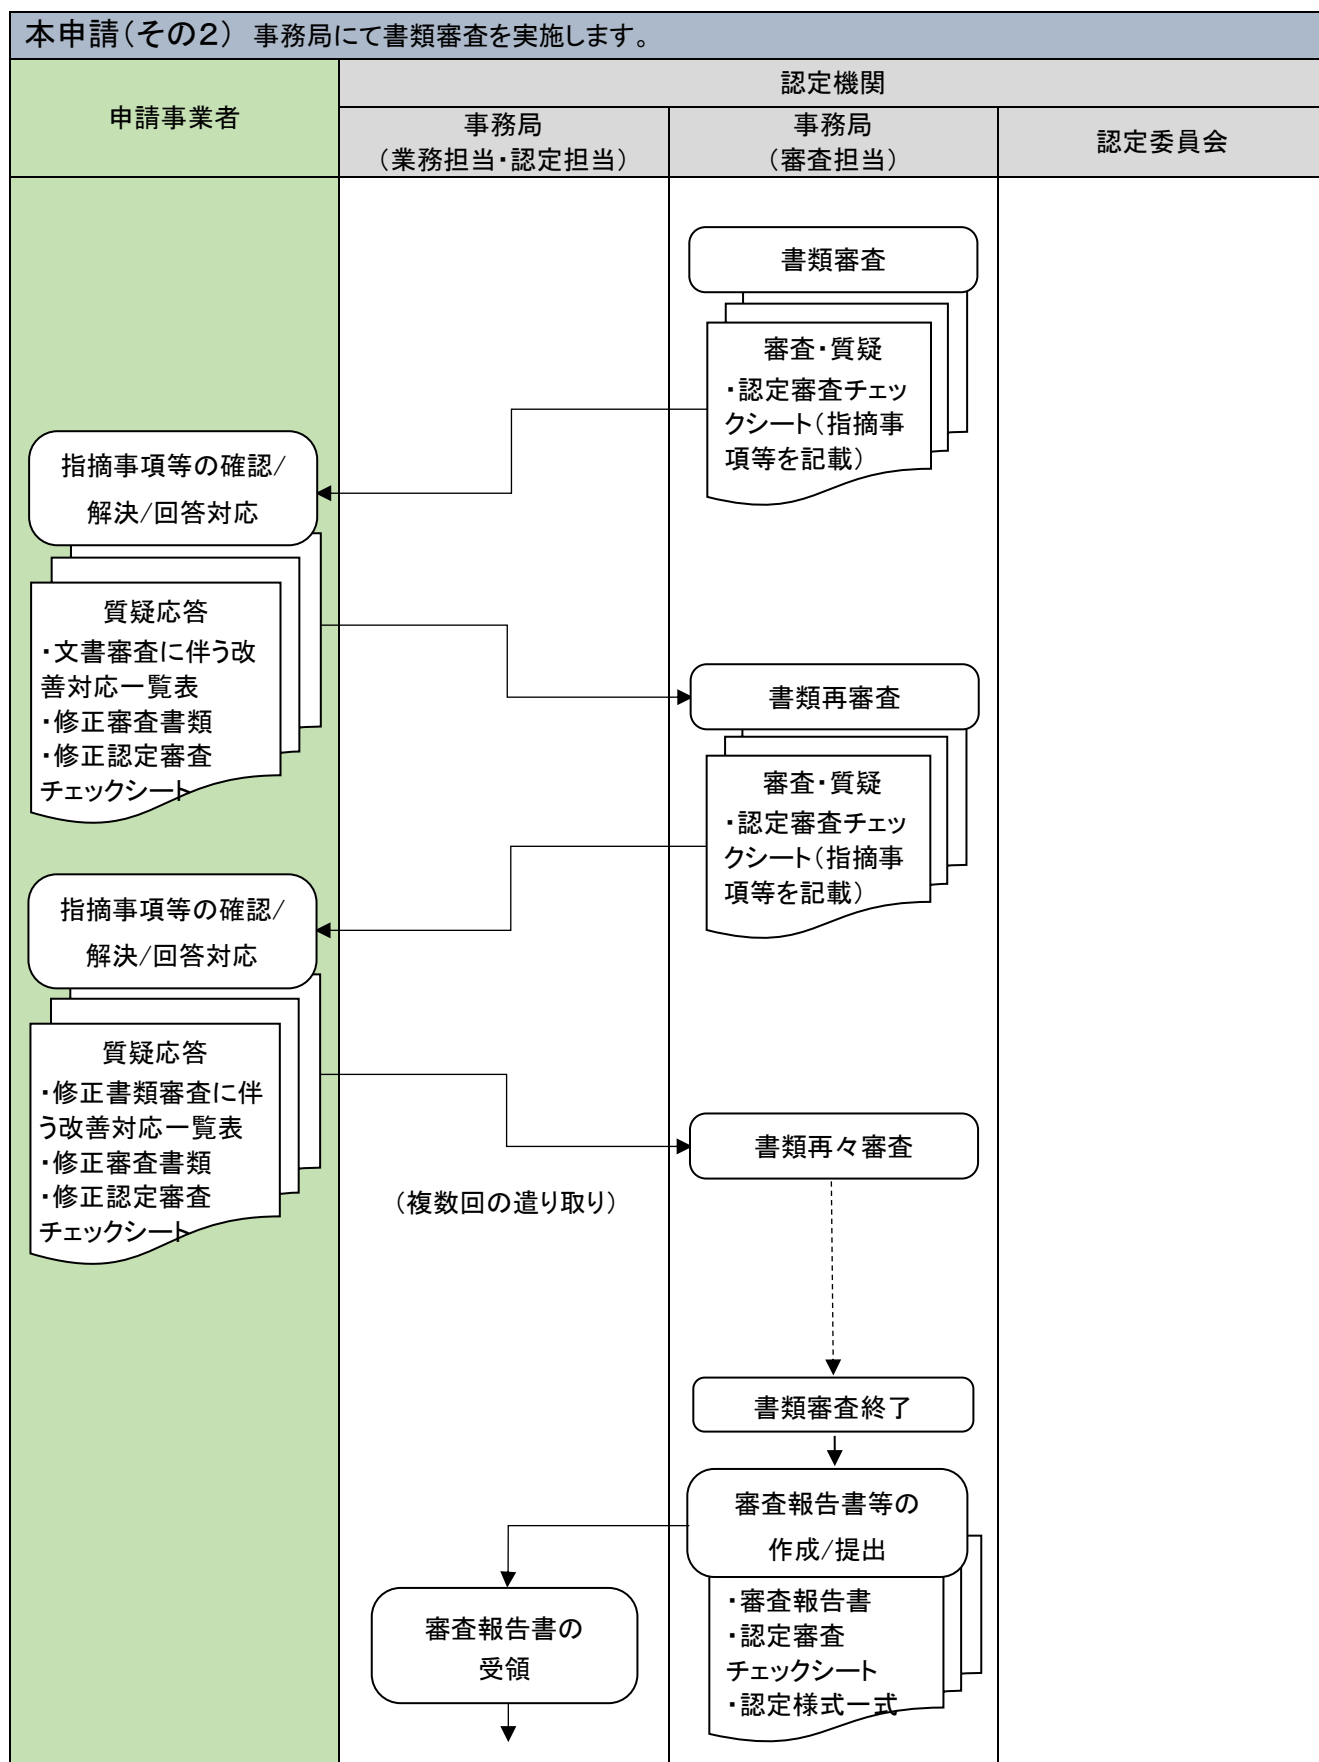 本申請（その２） 事務局にて書類審査を実施します。
申請事業者
認定機関
事務局
（業務担当・認定担当）
事務局
（審査担当）
認定委員会
書類審査
審査・質疑
・認定審査チェッ
クシート（指摘事
項等を記載）
指摘事項等の確認/
解決/回答対応
質疑応答
・文書審査に伴う改
善対応一覧表
・修正審査書類
・修正認定審査
チェックシート
書類再審査
審査・質疑
・認定審査チェッ
クシート（指摘事
項等を記載）
指摘事項等の確認/
解決/回答対応
質疑応答
・修正書類審査に伴
う改善対応一覧表
・修正審査書類
・修正認定審査
チェックシート
書類再々審査
（複数回の遣り取り）
書類審査終了
審査報告書等の
作成/提出
・審査報告書
・認定審査
チェックシート
・認定様式一式
審査報告書の
受領